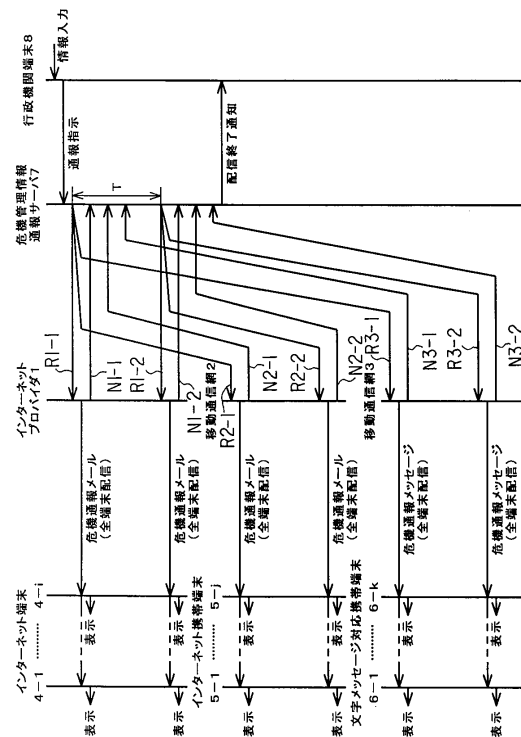 行政機関端末8
情報入力
通報指示
配信終了通知
危機管理情報
通報サーバ7
T
インターネット
プロバイダ1
R1-1
N1-1
R1-2
N1-2
移動通信網2
R2-1
N2-1
R2-2
N2-2
移動通信網3
R3-1
N3-1
R3-2
N3-2
危機通報メール
(全端末配信)
危機通報メール
(全端末配信)
危機通報メール
(全端末配信)
危機通報メール
(全端末配信)
危機通報メッセージ
(全端末配信)
危機通報メッセージ
(全端末配信)
インターネット端末
4-1 ……… 4-i
表示
表示
表示
表示
インターネット携帯端末
5-1 ……… 5-j
表示
表示
表示
表示
文字メッセージ対応携帯端末
6-1 ……… 6-k
表示
表示
表示
表示